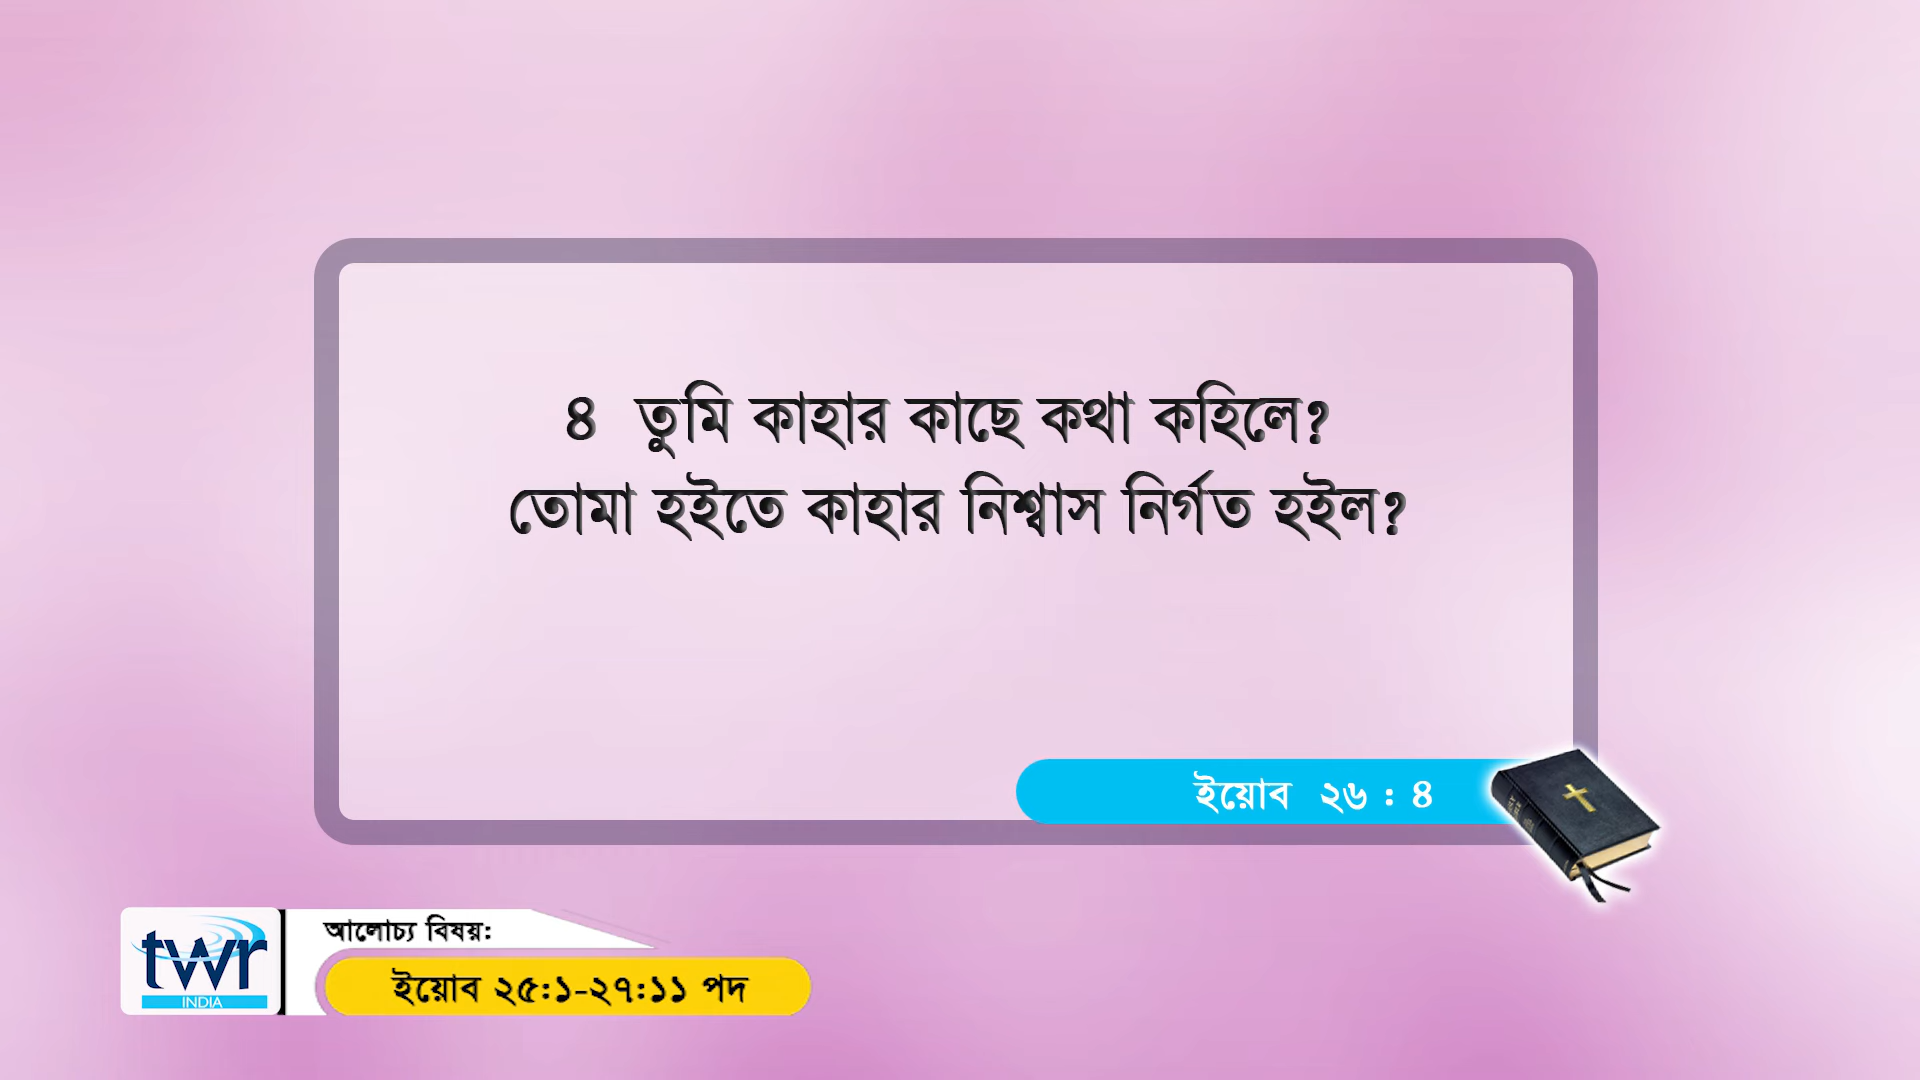 ৪ তুমি কাহার কাছে কথা কহিলে?
তোমা হইতে কাহার নিশ্বাস নির্গত হইল?
ইয়োব ২৬ : ৪
twr
INDIA
আলোচ্য বিষয়:
ইয়োব ২৫:১-২৭:১১ পদ